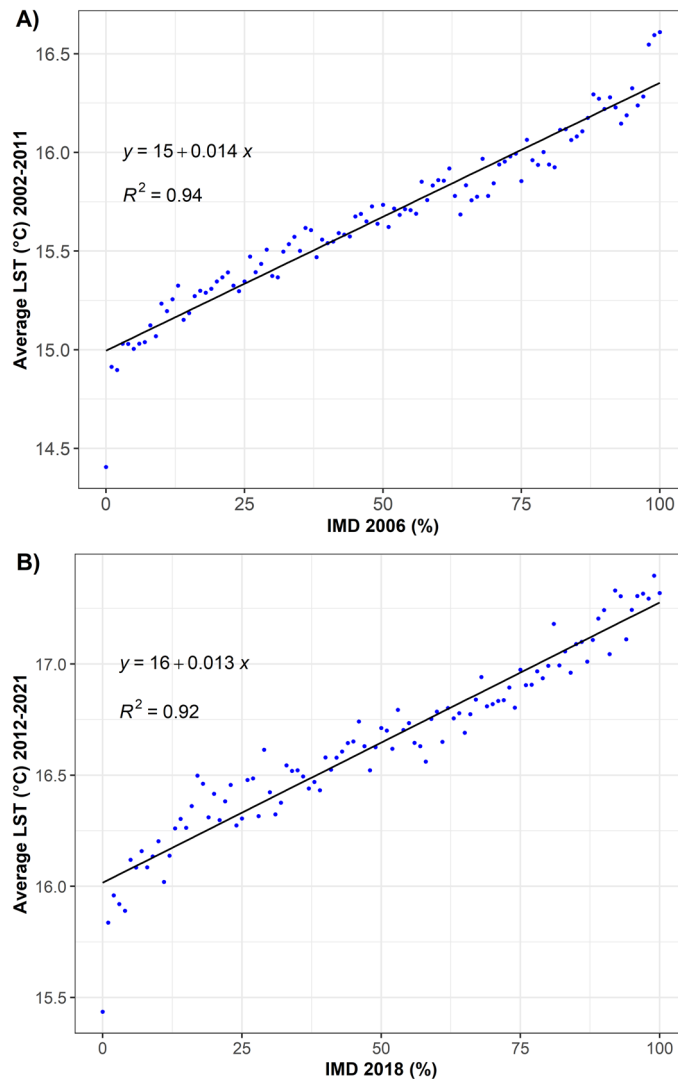 A)
Average LST (°C) 2002-2011
16.5
16.0
15.5
15.0
14.5
y = 15 + 0.014 x
R² = 0.94
0 25 50 75 100
IMD 2006 (%)
B)
Average LST (°C) 2012-2021
17.0
16.5
16.0
15.5
y = 16 + 0.013 x
R² = 0.92
0 25 50 75 100
IMD 2018 (%)